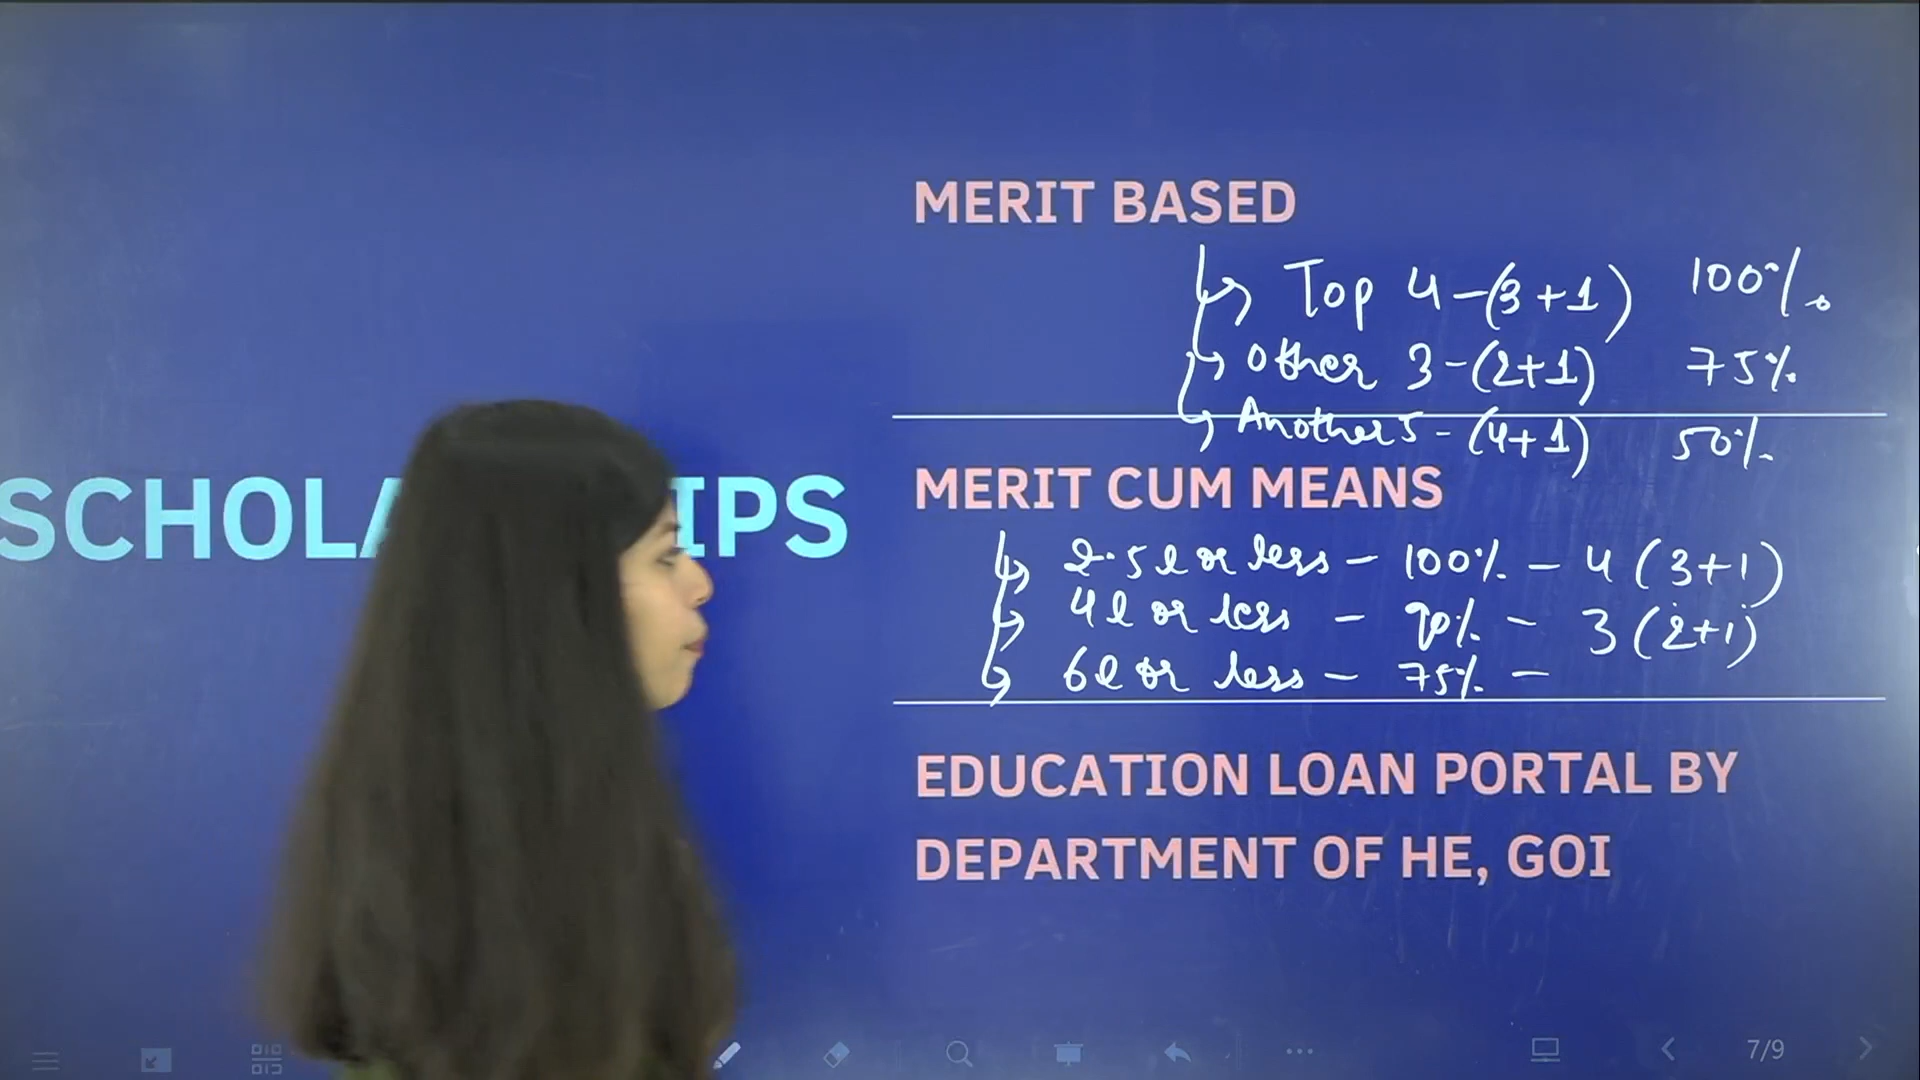 SCHOLA IPS
MERIT BASED
Top 4 - (3+1) 100%
Other 3 - (2+1) 75%
Another 5 - (4+1) 50%
MERIT CUM MEANS
2.5 l or less - 100% - 4 (3+1)
4 l or less - 90% - 3 (2+1)
6 l or less - 75% -
EDUCATION LOAN PORTAL BY
DEPARTMENT OF HE, GOI
7/9